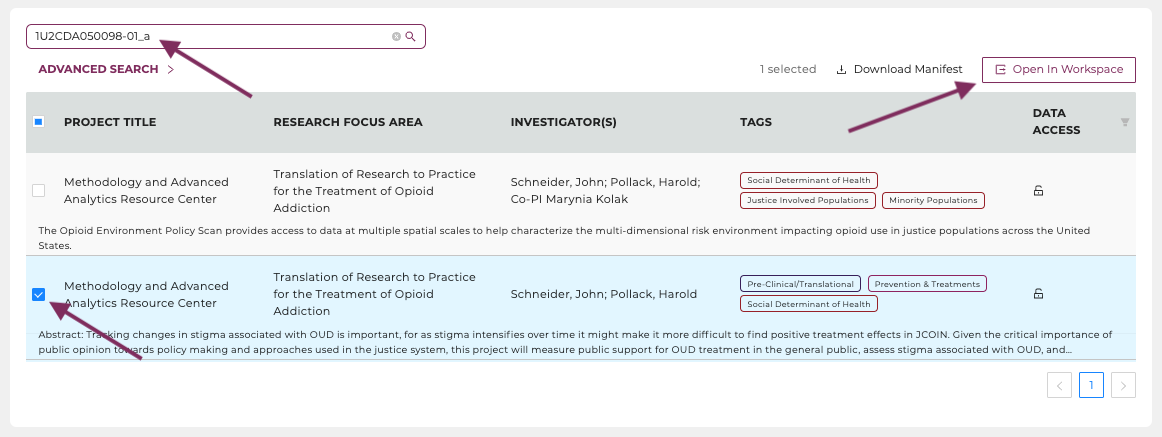 1U2CDA050098-01_a
ADVANCED SEARCH
1 selected
Download Manifest
Open In Workspace
PROJECT TITLE
RESEARCH FOCUS AREA
INVESTIGATOR(S)
TAGS
DATA
ACCESS
Methodology and Advanced
Analytics Resource Center
Translation of Research to Practice
for the Treatment of Opioid
Addiction
Schneider, John; Pollack, Harold;
Co-PI Marynia Kolak
Social Determinant of Health
Justice Involved Populations
Minority Populations
The Opioid Environment Policy Scan provides access to data at multiple spatial scales to help characterize the multi-dimensional risk environment impacting opioid use in justice populations across the United
States.
Methodology and Advanced
Analytics Resource Center
Translation of Research to Practice
for the Treatment of Opioid
Addiction
Schneider, John; Pollack, Harold
Pre-Clinical/Translational
Prevention & Treatments
Social Determinant of Health
Abstract: Tracking changes in stigma associated with OUD is important, for as stigma intensifies over time it might make it more difficult to find positive treatment effects in JCOIN. Given the critical importance of
public opinion towards policy making and approaches used in the justice system, this project will measure public support for OUD treatment in the general public, assess stigma associated with OUD, and...
1